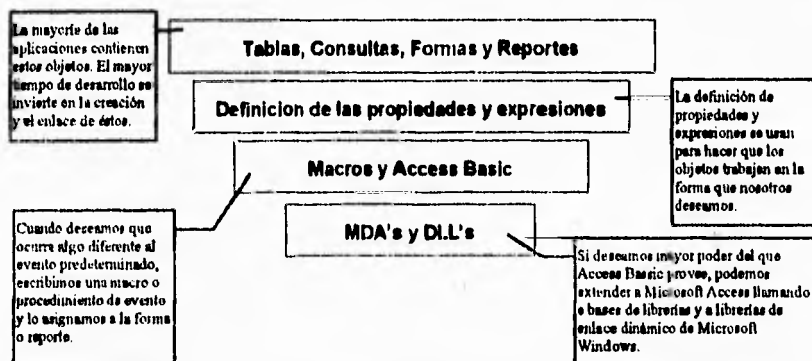 La mayoría de las
aplicaciones contienen
estos objetos. El mayor
tiempo de desarrollo se
invierte en la creación
y el enlace de éstos.
Tablas, Consultas, Formas y Reportes
Definicion de las propiedades y expresiones
La definición de
propiedades y
expresiones se usan
para hacer que los
objetos trabajen en la
forma que nosotros
deseamos.
Macros y Access Basic
Cuando deseamos que
ocurra algo diferente al
evento predeterminado,
escribimos una macro o
procedimiento de evento
y lo asignamos a la forma
o reporte.
MDA's y DLL's
Si deseamos mayor poder del que
Access Bassic provee, podemos
extender a Microsoft Access llamando
a bases de librerías y a librerías de
enlace dinámico de Microsoft
Windows.